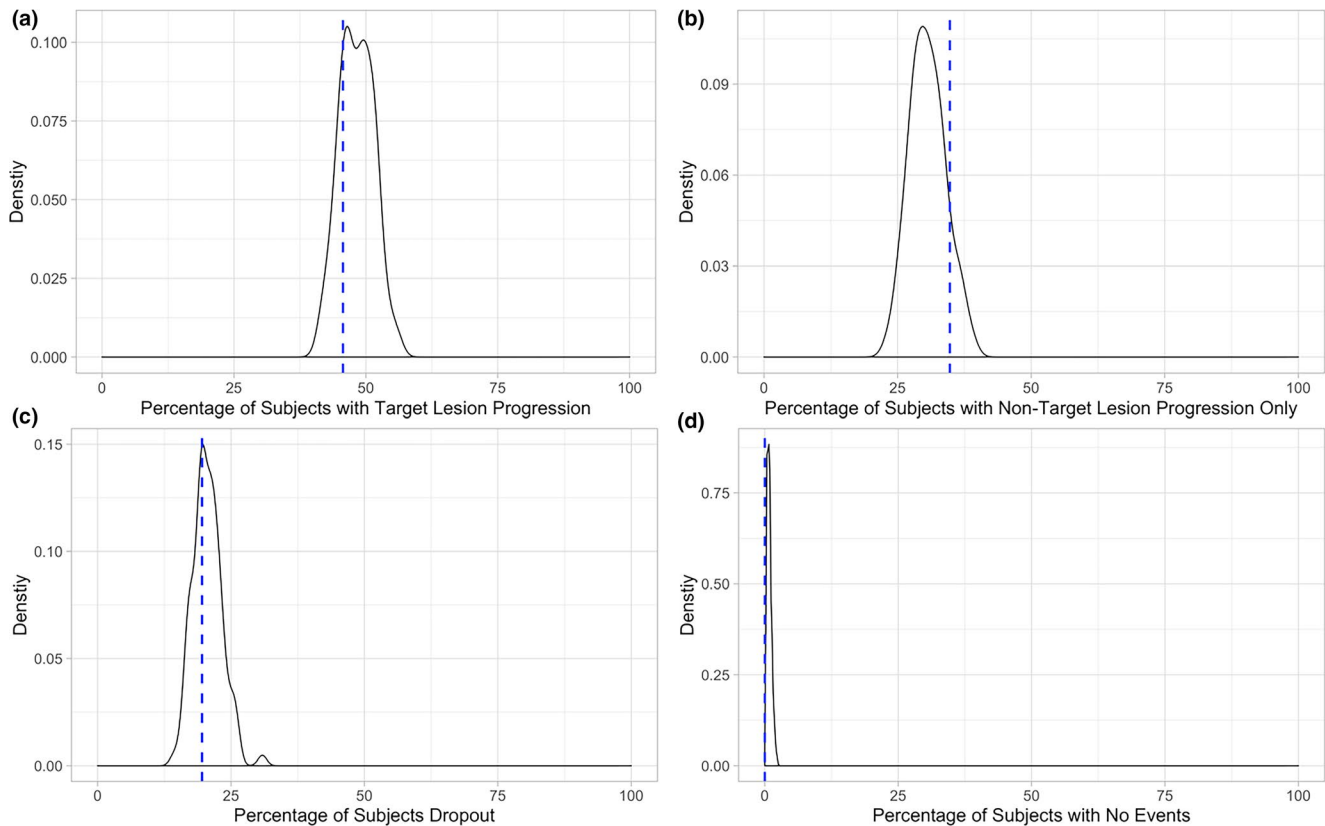 (a)
Denstiy
0.100
0.075
0.050
0.025
0.000
0 25 50 75 100
Percentage of Subjects with Target Lesion Progression
(b)
Denstiy
0.09
0.06
0.03
0.00
0 25 50 75 100
Percentage of Subjects with Non-Target Lesion Progression Only
(c)
Denstiy
0.15
0.10
0.05
0.00
0 25 50 75 100
Percentage of Subjects Dropout
(d)
Denstiy
0.75
0.50
0.25
0.00
0 25 50 75 100
Percentage of Subjects with No Events